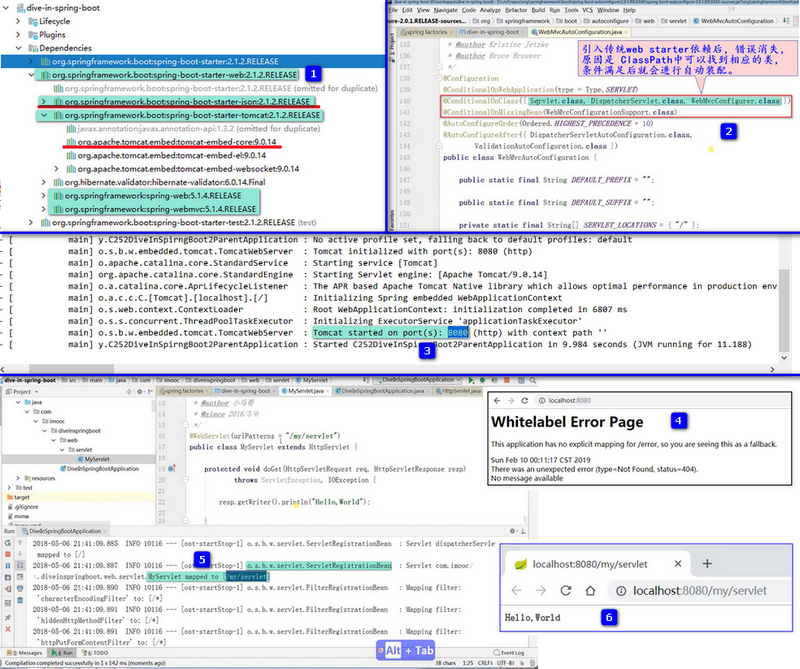 dive-in-spring-boot
Lifecycle
Plugins
Dependencies
org.springframework.boot:spring-boot-starter:2.1.2.RELEASE
org.springframework.boot:spring-boot-starter-web:2.1.2.RELEASE
1
org.springframework.boot:spring-boot-starter:2.1.2.RELEASE (omitted for duplicate)
org.springframework.boot:spring-boot-starter-json:2.1.2.RELEASE
org.springframework.boot:spring-boot-starter-tomcat:2.1.2.RELEASE
javax.annotation:javax.annotation-api:1.3.2 (omitted for duplicate)
org.apache.tomcat.embed:tomcat-embed-core:9.0.14
org.apache.tomcat.embed:tomcat-embed-el:9.0.14
org.apache.tomcat.embed:tomcat-embed-websocket:9.0.14
org.hibernate.validator:hibernate-validator:6.0.14.Final
org.springframework:spring-web:5.1.4.RELEASE
org.springframework:spring-webmvc:5.1.4.RELEASE
org.springframework.boot:spring-boot-starter-test:2.1.2.RELEASE (test)
File Edit View Navigate Code Analyze Refactor Build Run Tools VCS Window Help
ure-2.0.1.RELEASE-sources... org springframework boot autoconfigure web servlet WebMvcAutoConfiguration
spring.factories dive-in-spring-boot WebMvcAutoConfiguration.java
135 * @author Kristine Jetzke
136 * @author Bruce Brouwer
137 */
引入传统web starter依赖后，错误消失，
原因是 ClassPath中可以找到相应的类，
条件满足后就会进行自动装配。
@Configuration
139 @ConditionalOnWebApplication(type = Type.SERVLET)
140 @ConditionalOnClass({ Servlet.class, DispatcherServlet.class, WebMvcConfigurer.class })
141 @ConditionalOnMissingBean(WebMvcConfigurationSupport.class)
142 @AutoConfigureOrder(Ordered.HIGHEST_PRECEDENCE + 10)
143 @AutoConfigureAfter({ DispatcherServletAutoConfiguration.class,
144 ValidationAutoConfiguration.class })
145 public class WebMvcAutoConfiguration {
2
147 public static final String DEFAULT_PREFIX = "";
149 public static final String DEFAULT_SUFFIX = "";
151 private static final String[] SERVLET_LOCATIONS = { "/" };
- [ main] y.C252DiveInSpirngBoot2ParentApplication : No active profile set, falling back to default profiles: default
- [ main] o.s.b.w.embedded.tomcat.TomcatWebServer : Tomcat initialized with port(s): 8080 (http)
- [ main] o.apache.catalina.core.StandardService : Starting service [Tomcat]
- [ main] org.apache.catalina.core.StandardEngine : Starting Servlet engine: [Apache Tomcat/9.0.14]
- [ main] o.a.catalina.core.AprLifecycleListener : The APR based Apache Tomcat Native library which allows optimal performance in production env
- [ main] o.a.c.c.C.[Tomcat].[localhost].[/] : Initializing Spring embedded WebApplicationContext
- [ main] o.s.web.context.ContextLoader : Root WebApplicationContext: initialization completed in 6807 ms
- [ main] o.s.s.concurrent.ThreadPoolTaskExecutor : Initializing ExecutorService 'applicationTaskExecutor'
- [ main] o.s.b.w.embedded.tomcat.TomcatWebServer : Tomcat started on port(s): 8080 (http) with context path ''
- [ main] y.C252DiveInSpirngBoot2ParentApplication : Started C252DiveInSpirngBoot2ParentApplication in 9.984 seconds (JVM running for 11.188)
3
dive-in-spring-boot src main java com imooc diveinspringboot web servlet MyServlet DiveInSpringBootApplication
Project
spring.factories dive-in-spring-boot MyServlet.java DiveInSpringBootApplication.java HttpServlet.java
java
com
imooc
diveinspringboot
web
servlet
MyServlet
DiveInSpringBootApplication
resources
test
target
.gitignore
mvnw
* @author 小马哥
* @since 2018/5/6
*/
@WebServlet(urlPatterns = "/my/servlet")
public class MyServlet extends HttpServlet {
protected void doGet(HttpServletRequest req, HttpServletResponse resp)
throws ServletException, IOException {
resp.getWriter().println("Hello,World");
}
localhost:8080
Whitelabel Error Page
4
This application has no explicit mapping for /error, so you are seeing this as a fallback.
Sun Feb 10 00:11:17 CST 2019
There was an unexpected error (type=Not Found, status=404).
No message available
Run: DiveInSpringBootApplication
2018-05-06 21:41:09.885 INFO 10116 --- [ost-startStop-1] o.s.b.w.servlet.ServletRegistrationBean : Servlet dispatcherServle
mapped to [/]
2018-05-06 21:41:09.887 INFO 10116 --- [ost-startStop-1] o.s.b.w.servlet.ServletRegistrationBean : Servlet com.imooc
.diveinspringboot.web.servlet.MyServlet mapped to [/my/servlet]
5
2018-05-06 21:41:09.890 INFO 10116 --- [ost-startStop-1] o.s.b.w.servlet.FilterRegistrationBean : Mapping filter:
'characterEncodingFilter' to: [/*]
2018-05-06 21:41:09.891 INFO 10116 --- [ost-startStop-1] o.s.b.w.servlet.FilterRegistrationBean : Mapping filter:
'hiddenHttpMethodFilter' to: [/*]
2018-05-06 21:41:09.891 INFO 10116 --- [ost-startStop-1] o.s.b.w.servlet.FilterRegistrationBean : Mapping filter:
'httpPutFormContentFilter' to: [/*]
localhost:8080/my/servlet
localhost:8080/my/servlet
Hello,World
6
Alt + Tab
0: Messages 4: Run 6: TODO Event Log
Compilation completed successfully in 1 s 142 ms (moments ago) 38 chars 1:25 CRLF UTF-8